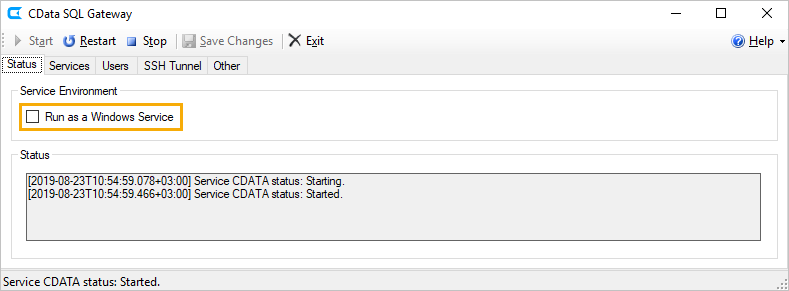 CData SQL Gateway
Start Restart Stop Save Changes Exit Help
Status Services Users SSH Tunnel Other
Service Environment
Run as a Windows Service
Status
[2019-08-23T10:54:59.078+03:00] Service CDATA status: Starting.
[2019-08-23T10:54:59.466+03:00] Service CDATA status: Started.
Service CDATA status: Started.